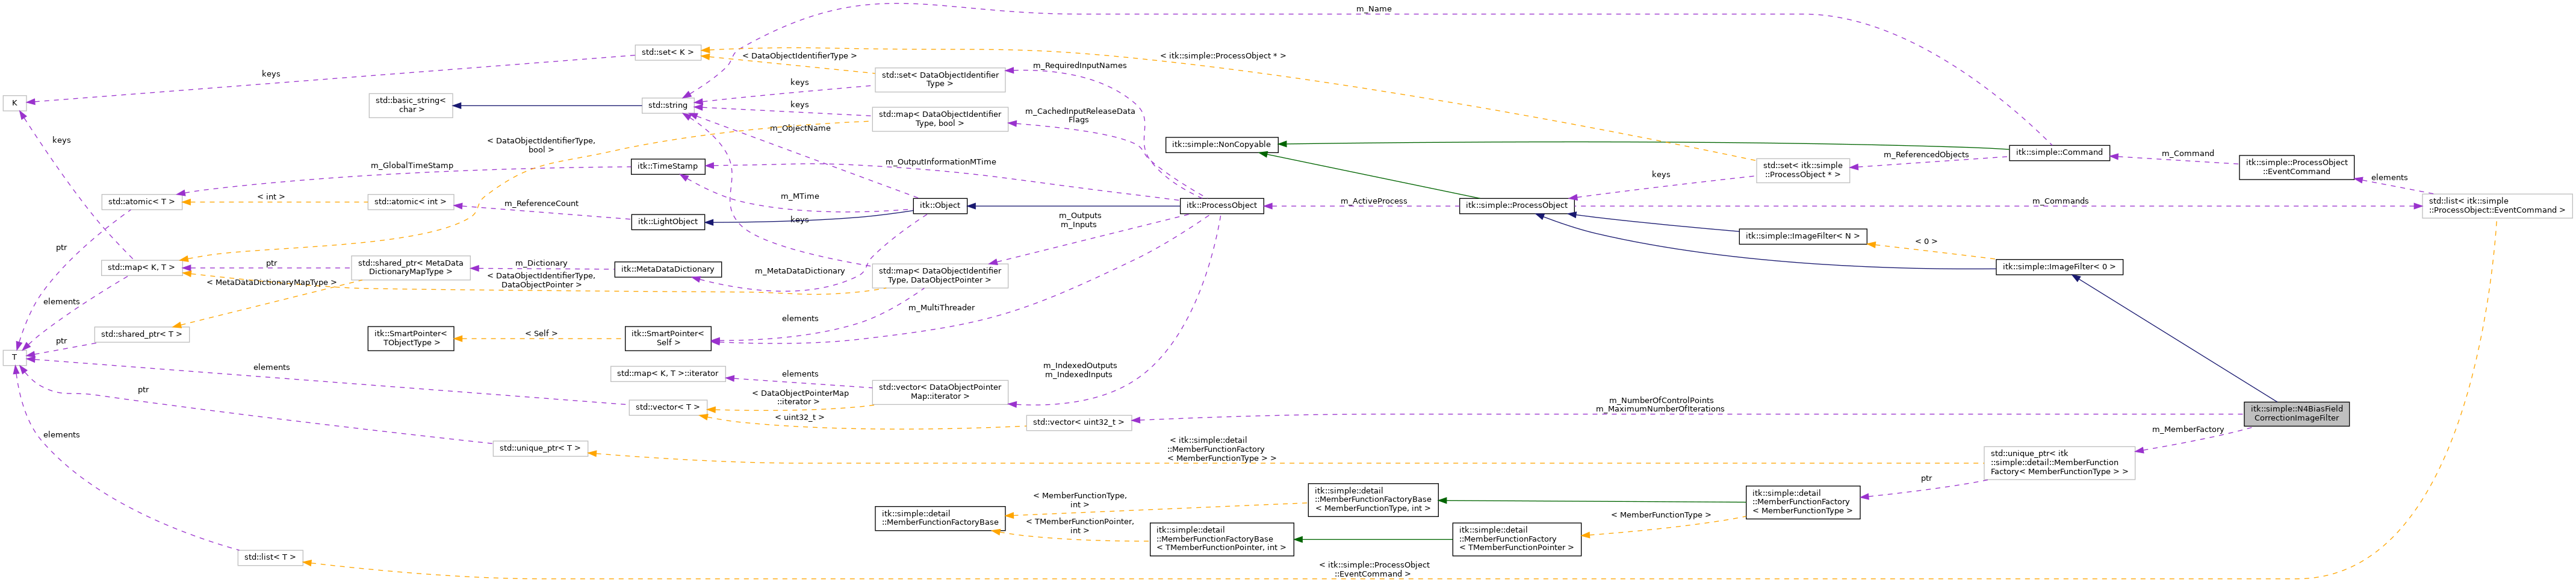 m_Name
std::set< K >
< DataObjectIdentifierType >
< itk::simple::ProcessObject * >
m_RequiredInputNames
keys
std::set< DataObjectIdentifier
Type >
keys
K
std::basic_string<
char >
std::string
keys
std::map< DataObjectIdentifier
Type, bool >
m_CachedInputReleaseData
Flags
m_ObjectName
keys
< DataObjectIdentifierType,
bool >
itk::simple::NonCopyable
itk::simple::Command
m_Command
itk::simple::ProcessObject
::EventCommand
m_ReferencedObjects
std::set< itk::simple
::ProcessObject * >
m_GlobalTimeStamp
itk::TimeStamp
m_OutputInformationMTime
keys
elements
std::atomic< T >
< int >
std::atomic< int >
m_ReferenceCount
m_MTime
itk::Object
itk::ProcessObject
m_ActiveProcess
itk::simple::ProcessObject
m_Commands
std::list< itk::simple
::ProcessObject::EventCommand >
itk::LightObject
keys
m_Outputs
m_Inputs
itk::simple::ImageFilter< N >
< 0 >
ptr
std::map< K, T >
ptr
std::shared_ptr< MetaData
DictionaryMapType >
m_Dictionary
itk::MetaDataDictionary
m_MetaDataDictionary
std::map< DataObjectIdentifier
Type, DataObjectPointer >
itk::simple::ImageFilter< 0 >
< MetaDataDictionaryMapType >
< DataObjectIdentifierType,
DataObjectPointer >
elements
m_MultiThreader
std::shared_ptr< T >
itk::SmartPointer<
TObjectType >
< Self >
itk::SmartPointer<
Self >
elements
ptr
T
elements
m_IndexedOutputs
m_IndexedInputs
std::map< K, T >::iterator
elements
std::vector< DataObjectPointer
Map::iterator >
ptr
< DataObjectPointerMap
::iterator >
std::vector< T >
< uint32_t >
std::vector< uint32_t >
m_NumberOfControlPoints
m_MaximumNumberOfIterations
itk::simple::N4BiasField
CorrectionImageFilter
m_MemberFactory
elements
std::unique_ptr< T >
< itk::simple::detail
::MemberFunctionFactory
< MemberFunctionType > >
std::unique_ptr< itk
::simple::detail::MemberFunction
Factory< MemberFunctionType > >
ptr
itk::simple::detail
::MemberFunctionFactoryBase
< MemberFunctionType,
int >
itk::simple::detail
::MemberFunctionFactoryBase
< MemberFunctionType, int >
itk::simple::detail
::MemberFunctionFactory
< MemberFunctionType >
< TMemberFunctionPointer,
int >
itk::simple::detail
::MemberFunctionFactoryBase
< TMemberFunctionPointer, int >
itk::simple::detail
::MemberFunctionFactory
< TMemberFunctionPointer >
< MemberFunctionType >
std::list< T >
< itk::simple::ProcessObject
::EventCommand >